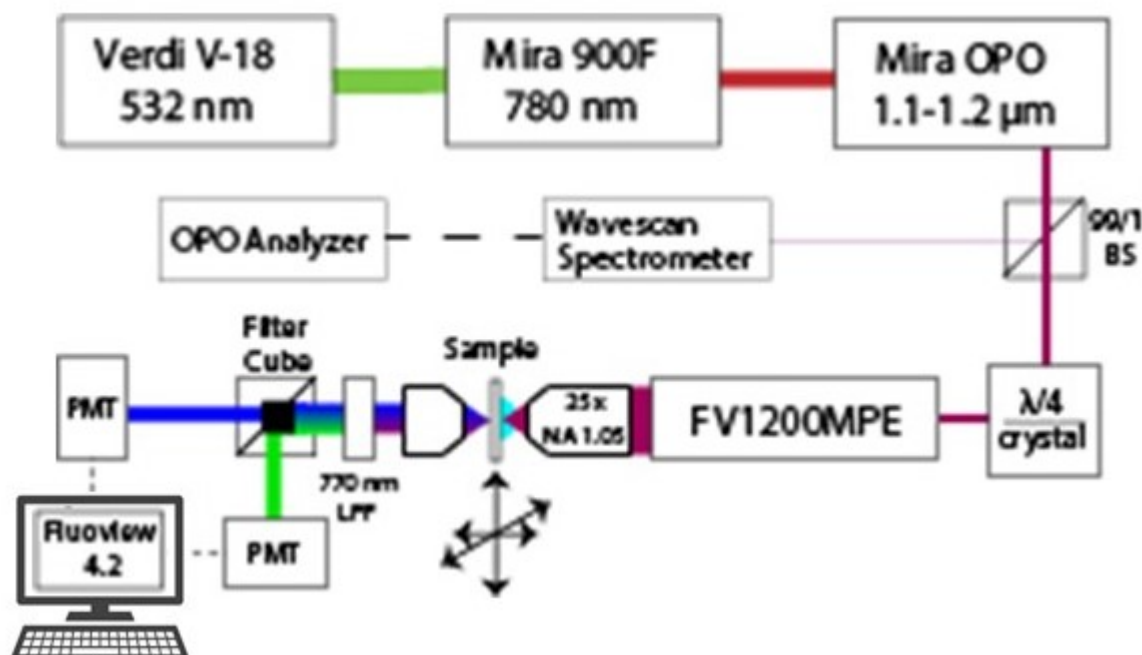 Verdi V-18
532 nm
Mira 900F
780 nm
Mira OPO
1.1-1.2 µm
OPO Analyzer
Wavescan
Spectrometer
99/1
BS
Filter
Cube
Sample
PMT
25x
NA 1.05
FV1200MPE
λ/4
crystal
770 nm
LPF
PMT
Fluoview
4.2